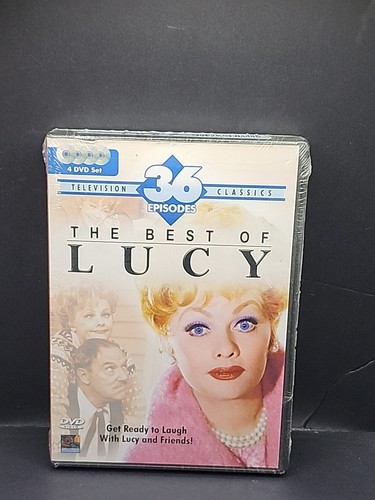 4 DVD Set
TELEVISION 36 CLASSICS
EPISODES
THE BEST OF
LUCY
DVD
VIDEO
Get Ready to Laugh
With Lucy and Friends!